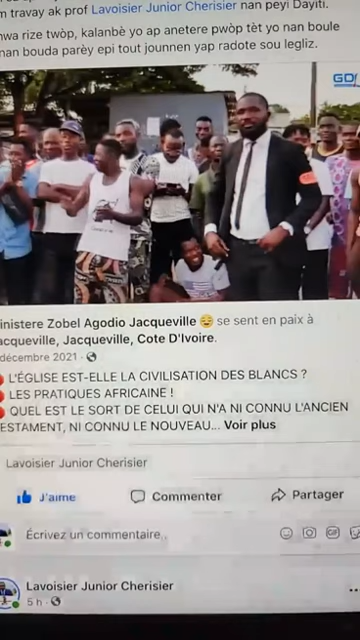 m travay ak prof Lavoisier Junior Cherisier nan peyi Dayiti.
wa rize twòp, kalanbè yo ap anetere pwòp tèt yo nan boule
nan bouda parèy epi tout jounnen yap radote sou legliz.
GD
inistere Zobel Agodio Jacqueville 😌 se sent en paix à
acqueville, Jacqueville, Cote D'Ivoire.
décembre 2021 ·
L'ÉGLISE EST-ELLE LA CIVILISATION DES BLANCS ?
LES PRATIQUES AFRICAINE !
QUEL EST LE SORT DE CELUI QUI N'A NI CONNU L'ANCIEN
ESTAMENT, NI CONNU LE NOUVEAU... Voir plus
Lavoisier Junior Cherisier
J'aime Commenter Partager
Écrivez un commentaire..
Lavoisier Junior Cherisier
5 h ·